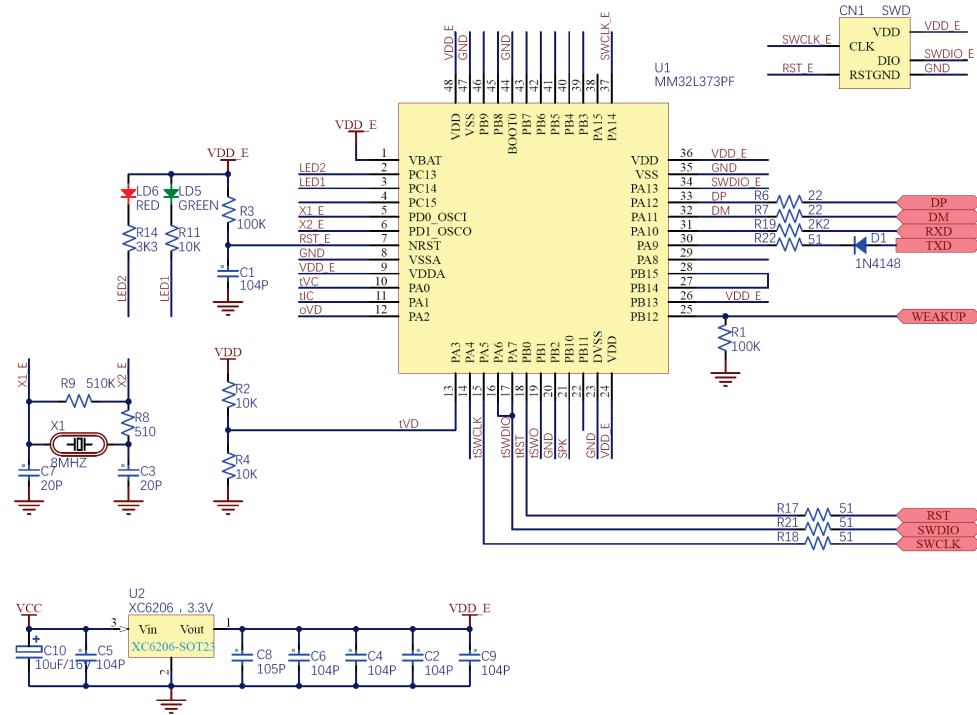 CN1 SWD
VDD_E
SWCLK_E
VDD
CLK
SWDIO_E
DIO
RST_E
RSTGND
GND
U1
MM32L373PF
VDD_E
GND
GND
SWCLK_E
48
47
46
45
44
43
42
41
40
39
38
37
VDD
VSS
PB9
PB8
BOOT0
PB7
PB6
PB5
PB4
PB3
PA15
PA14
VDD_E
1 VBAT
LED2 2 PC13
LED1 3 PC14
4 PC15
X1_E 5 PD0_OSCI
X2_E 6 PD1_OSCO
RST_E 7 NRST
GND 8 VSSA
VDD_E 9 VDDA
tVC 10 PA0
tIC 11 PA1
oVD 12 PA2
VDD 36 VDD_E
VSS 35 GND
PA13 34 SWDIO_E
PA12 33 DP R6 22 DP
PA11 32 DM R7 22 DM
PA10 31 R19 2K2 RXD
PA9 30 R22 51 D1 TXD
1N4148
PA8 29
PB15 28
PB14 27
PB13 26 VDD_E
PB12 25 WEAKUP
R1
100K
VDD_E
LD6
RED
LD5
GREEN
R3
100K
R14
3K3
R11
10K
C1
104P
LED2
LED1
PA3
PA4
PA5
PA6
PA7
PB0
PB1
PB2
PB10
PB11
DVSS
VDD
13
14
15
16
17
18
19
20
21
22
23
24
tSWCLK
tSWDIO
tRST
tSWO
GND
SPK
GND
VDD_E
VDD
R2
10K
tVD
R4
10K
X1_E
X2_E
R9 510K
R8
510
X1
8MHZ
C7
20P
C3
20P
R17 51 RST
R21 51 SWDIO
R18 51 SWCLK
U2
XC6206 , 3.3V
VCC
3
Vin Vout
1
VDD_E
XC6206-SOT23
2
C10
10uF/16V
C5
104P
C8
105P
C6
104P
C4
104P
C2
104P
C9
104P